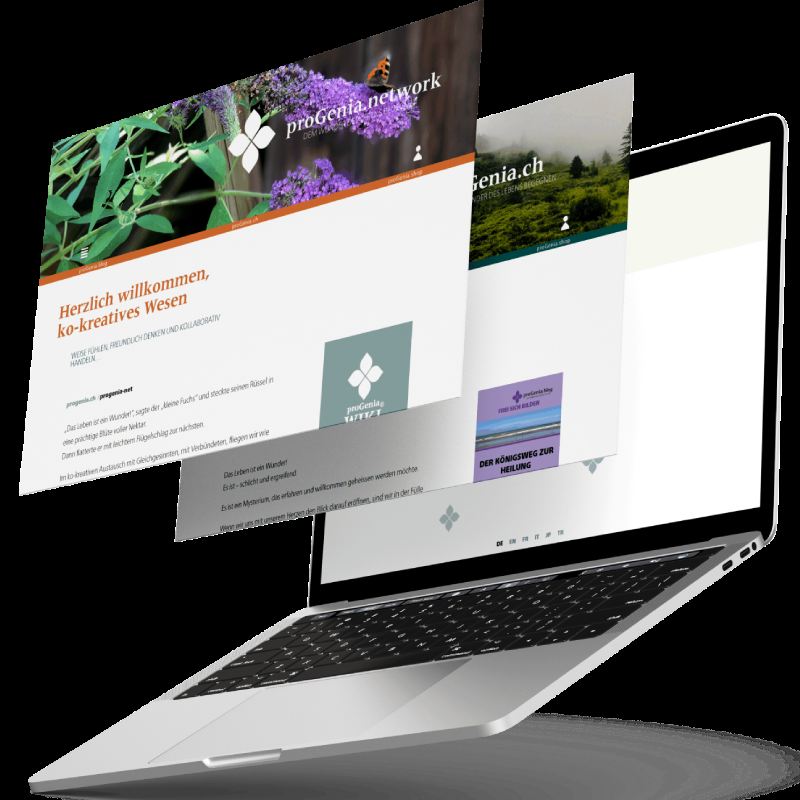 proGenia.network
proGenia.blog
proGenia.ch
proGenia.shop
Herzlich willkommen,
ko-kreatives Wesen
WEISE FÜHLEN, FREUNDLICH DENKEN UND KOLLABORATIV
HANDELN…
progenia.ch · progenia-net
„Das Leben ist ein Wunder!“, sagte der „kleine Fuchs“ und steckte seinen Rüssel in
eine prächtige Blüte voller Nektar.
Dann flatterte er mit leichtem Flügelschlag zur nächsten.
Im ko-kreativen Austausch mit Gleichgesinnten, mit Verbündeten, fliegen wir wie
proGenia®
WIKI
Genia.ch
NDER DES LEBENS BEGEGNEN
proGenia.shop
proGenia.blog
FREI SICH BILDEN
DER KÖNIGSWEG ZUR
HEILUNG
Das Leben ist ein Wunder!
Es ist – schlicht und ergreifend.
Es ist ein Mysterium, das erfahren und willkommen geheissen werden möchte.
Wenn wir uns mit unserem Herzen den Blick darauf eröffnen, sind wir in der Fülle
DE EN FR IT JP TR